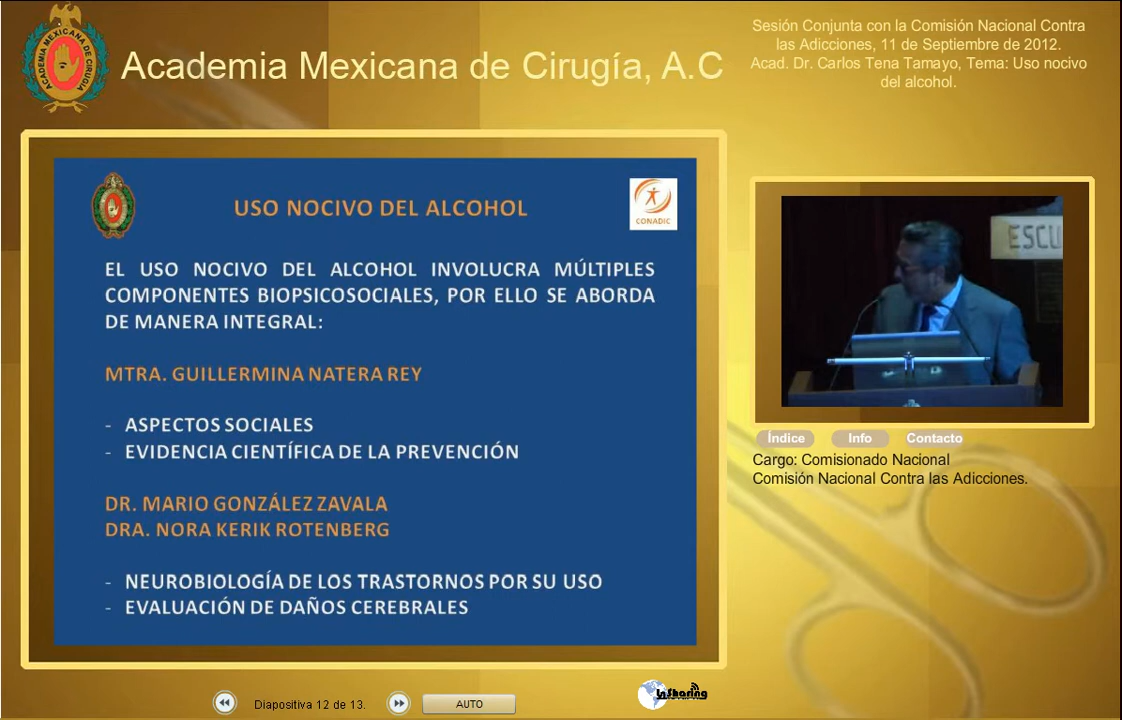 ACADEMIA MEXICANA DE CIRUGÍA
Academia Mexicana de Cirugía, A.C
Sesión Conjunta con la Comisión Nacional Contra
las Adicciones, 11 de Septiembre de 2012.
Acad. Dr. Carlos Tena Tamayo, Tema: Uso nocivo
del alcohol.
USO NOCIVO DEL ALCOHOL
CONADIC
EL USO NOCIVO DEL ALCOHOL INVOLUCRA MÚLTIPLES
COMPONENTES BIOPSICOSOCIALES, POR ELLO SE ABORDA
DE MANERA INTEGRAL:
MTRA. GUILLERMINA NATERA REY
- ASPECTOS SOCIALES
- EVIDENCIA CIENTÍFICA DE LA PREVENCIÓN
DR. MARIO GONZÁLEZ ZAVALA
DRA. NORA KERIK ROTENBERG
- NEUROBIOLOGÍA DE LOS TRASTORNOS POR SU USO
- EVALUACIÓN DE DAÑOS CEREBRALES
ESCU
Índice Info Contacto
Cargo: Comisionado Nacional
Comisión Nacional Contra las Adicciones.
Diapositiva 12 de 13.
AUTO
InSharing